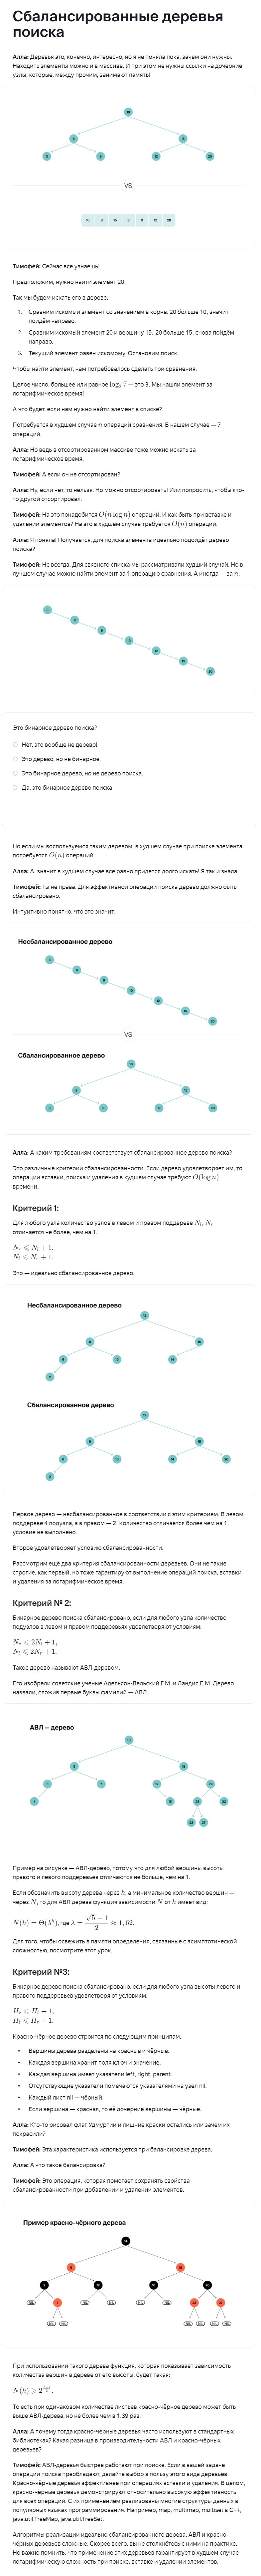 Сбалансированные деревья
поиска
Алла: Деревья это, конечно, интересно, но я не поняла пока, зачем они нужны.
Находить элементы можно и в массиве. И при этом не нужны ссылки на дочерние
узлы, которые, между прочим, занимают память!
VS
Тимофей: Сейчас всё узнаешь!
Предположим, нужно найти элемент 20.
Так мы будем искать его в дереве:
1. Сравним искомый элемент со значением в корне. 20 больше 10, значит
пойдём направо.
2. Сравним искомый элемент 20 и вершину 15. 20 больше 15, снова пойдём
направо.
3. Текущий элемент равен искомому. Остановим поиск.
Чтобы найти элемент, нам потребовалось сделать три сравнения.
Целое число, большее или равное log₂ 7 — это 3. Мы нашли элемент за
логарифмическое время!
А что будет, если нам нужно найти элемент в списке?
Потребуется в худшем случае n операций сравнения. В нашем случае — 7
операций.
Алла: Но ведь в отсортированном массиве тоже можно искать за
логарифмическое время.
Тимофей: А если он не отсортирован?
Алла: Ну, если нет, то нельзя. Но можно отсортировать! Или попросить, чтобы кто-
то другой отсортировал.
Тимофей: На это понадобится O(n log n) операций. И как быть при вставке и
удалении элементов? На это в худшем случае требуется O(n) операций.
Алла: Я поняла! Получается, для поиска элемента идеально подойдёт дерево
поиска?
Тимофей: Не всегда. Для связного списка мы рассматривали худший случай. Но в
лучшем случае можно найти элемент за 1 операцию сравнения. А иногда — за n.
Это бинарное дерево поиска?
Нет, это вообще не дерево!
Это дерево, но не бинарное.
Это бинарное дерево, но не дерево поиска.
Да, это бинарное дерево поиска
Но если мы воспользуемся таким деревом, в худшем случае при поиске элемента
потребуется O(n) операций.
Алла: А, значит в худшем случае всё равно придётся долго искать! Я так и знала.
Тимофей: Ты не права. Для эффективной операции поиска дерево должно быть
сбалансировано.
Интуитивно понятно, что это значит:
Несбалансированное дерево
VS
Сбалансированное дерево
Алла: А каким требованиям соответствует сбалансированное дерево поиска?
Это различные критерии сбалансированности. Если дерево удовлетворяет им, то
операции вставки, поиска и удаления в худшем случае требуют O(log n)
времени.
Критерий 1:
Для любого узла количество узлов в левом и правом поддереве Nₗ, Nᵣ
отличается не более, чем на 1.
Nᵣ ⩽ Nₗ + 1,
Nₗ ⩽ Nᵣ + 1.
Это — идеально сбалансированное дерево.
Несбалансированное дерево
Сбалансированное дерево
Первое дерево — несбалансированное в соответствии с этим критерием. В левом
поддереве 4 подузла, а в правом — 2. Количество отличается более чем на 1,
условие не выполнено.
Второе удовлетворяет условию сбалансированности.
Рассмотрим ещё два критерия сбалансированности деревьев. Они не такие
строгие, как первый, но тоже гарантируют выполнение операций поиска, вставки
и удаления за логарифмическое время.
Критерий № 2:
Бинарное дерево поиска сбалансировано, если для любого узла количество
подузлов в левом и правом поддеревьях удовлетворяют условиям:
Nᵣ ⩽ 2Nₗ + 1,
Nₗ ⩽ 2Nᵣ + 1.
Такое дерево называют АВЛ-деревом.
Его изобрели советские учёные Адельсон-Вельский Г.М. и Ландис Е.М. Дерево
назвали, сложив первые буквы фамилий — АВЛ.
АВЛ – дерево
Пример на рисунке — АВЛ-дерево, потому что для любой вершины высоты
правого и левого поддеревьев отличаются не больше, чем на 1.
Если обозначить высоту дерева через h, а минимальное количество вершин —
через N, то для АВЛ дерева функция зависимости N от h имеет вид:
N(h) = Θ(λʰ), где λ = (√5 + 1)/2 ≈ 1,62.
Для того, чтобы освежить в памяти определения, связанные с асимптотической
сложностью, посмотрите этот урок.
Критерий №3:
Бинарное дерево поиска сбалансировано, если для любого узла высоты левого и
правого поддеревьев удовлетворяют условиям:
Hᵣ ⩽ Hₗ + 1,
Hₗ ⩽ Hᵣ + 1.
Красно-чёрное дерево строится по следующим принципам:
• Вершины дерева разделены на красные и чёрные.
• Каждая вершина хранит поля ключ и значение.
• Каждая вершина имеет указатели left, right, parent.
• Отсутствующие указатели помечаются указателями на узел nil.
• Каждый лист nil — чёрный.
• Если вершина — красная, то её дочерние вершины — чёрные.
Алла: Кто-то рисовал флаг Удмуртии и лишние краски остались или зачем их
покрасили?
Тимофей: Эта характеристика используется при балансировке дерева.
Алла: А что такое балансировка?
Тимофей: Это операция, которая помогает сохранять свойства
сбалансированности при добавлении и удалении элементов.
Пример красно-чёрного дерева
При использовании такого дерева функция, которая показывает зависимость
количества вершин в дереве от его высоты, будет такая:
То есть при одинаковом количестве листьев красно-чёрное дерево может быть
выше АВЛ-дерева, но не более чем в 1.39 раз.
Алла: А почему тогда красно-черные деревья часто используют в стандартных
библиотеках? Какая разница в производительности АВЛ и красно-чёрных
деревьев?
Тимофей: АВЛ-деревья быстрее работают при поиске. Если в вашей задаче
операции поиска преобладают, делайте выбор в пользу этого вида деревьев.
Красно-чёрные деревья эффективнее при операциях вставки и удаления. В целом,
красно-чёрные деревья демонстрируют относительно высокую эффективность
для всех операций. С их применением реализованы многие структуры данных в
популярных языках программирования. Например, map, multimap, multiset в C++,
java.util.TreeMap, java.util.TreeSet.
Алгоритмы реализации идеально сбалансированного дерева, АВЛ и красно-
чёрных деревьев сложные. Скорее всего, вы не столкнётесь с ними на практике.
Но важно помнить, что применение этих деревьев гарантирует в худшем случае
логарифмическую сложность при поиске, вставке и удалении элементов.